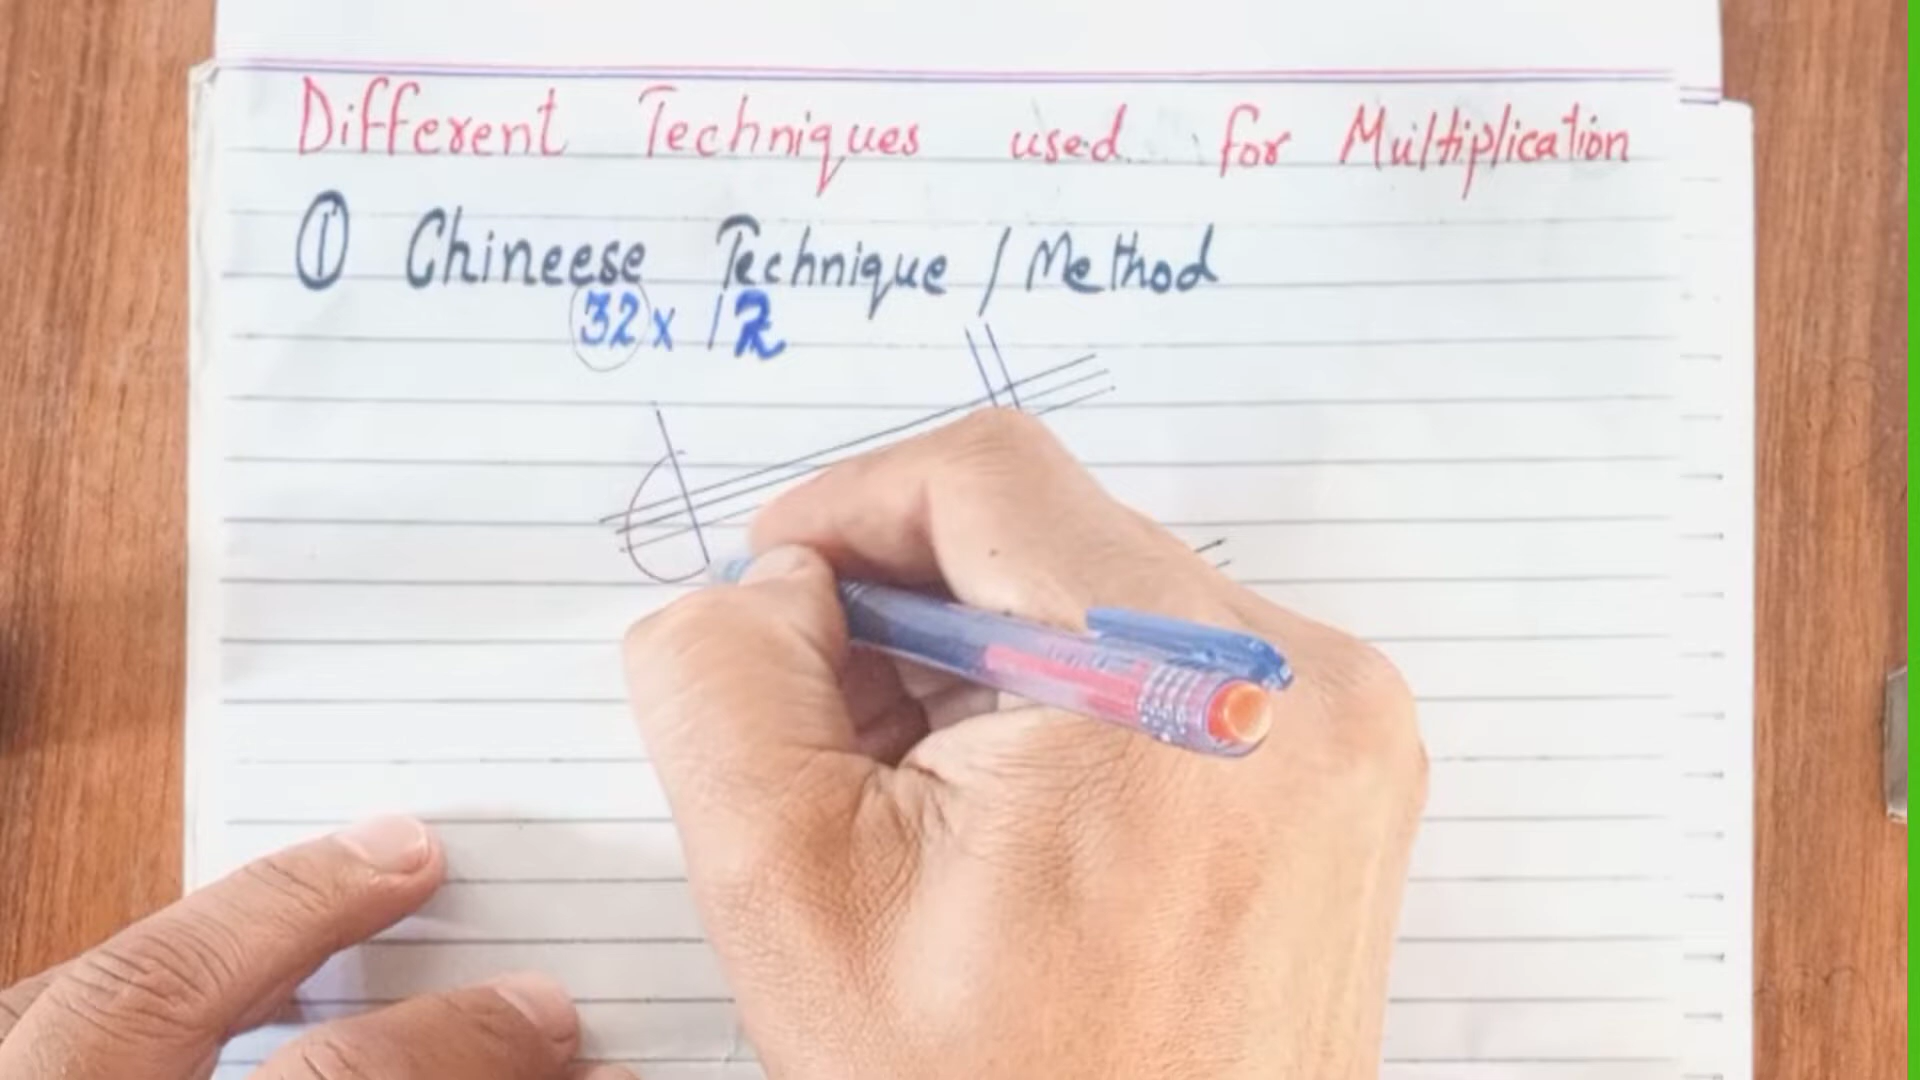 Different Techniques used for Multiplication
① Chineese Technique / Method
32 x 12